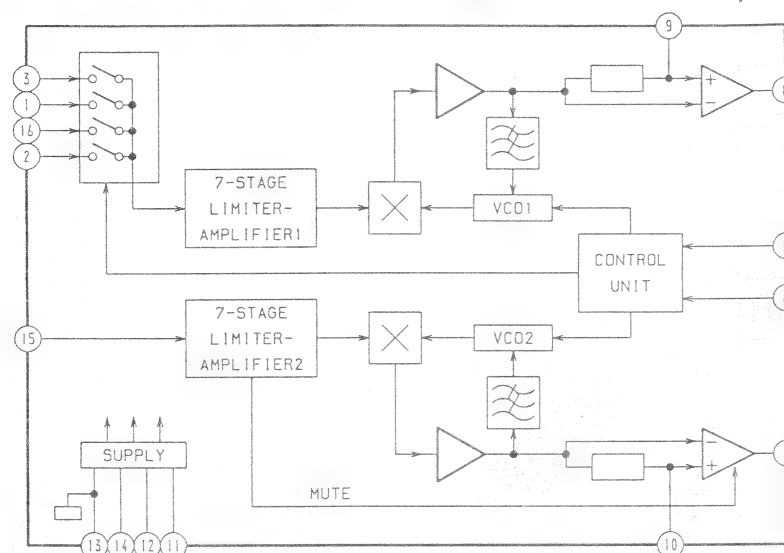 9
3
+
1
−
16
2
7-STAGE
LIMITER-
AMPLIFIER1
VCO1
CONTROL
UNIT
7-STAGE
LIMITER-
AMPLIFIER2
15
VCO2
−
+
SUPPLY
MUTE
13 14 12 11
10